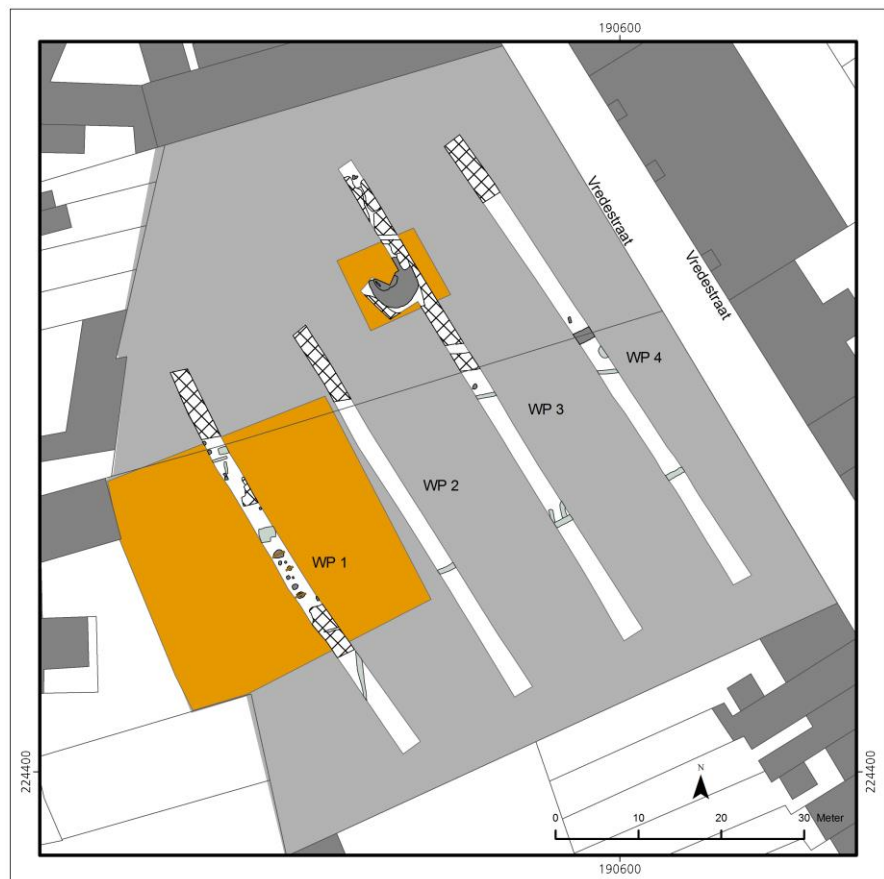 190600
Vredestraat
Vredestraat
WP 4
WP 3
WP 2
WP 1
224400
224400
N
0 10 20 30 Meter
190600